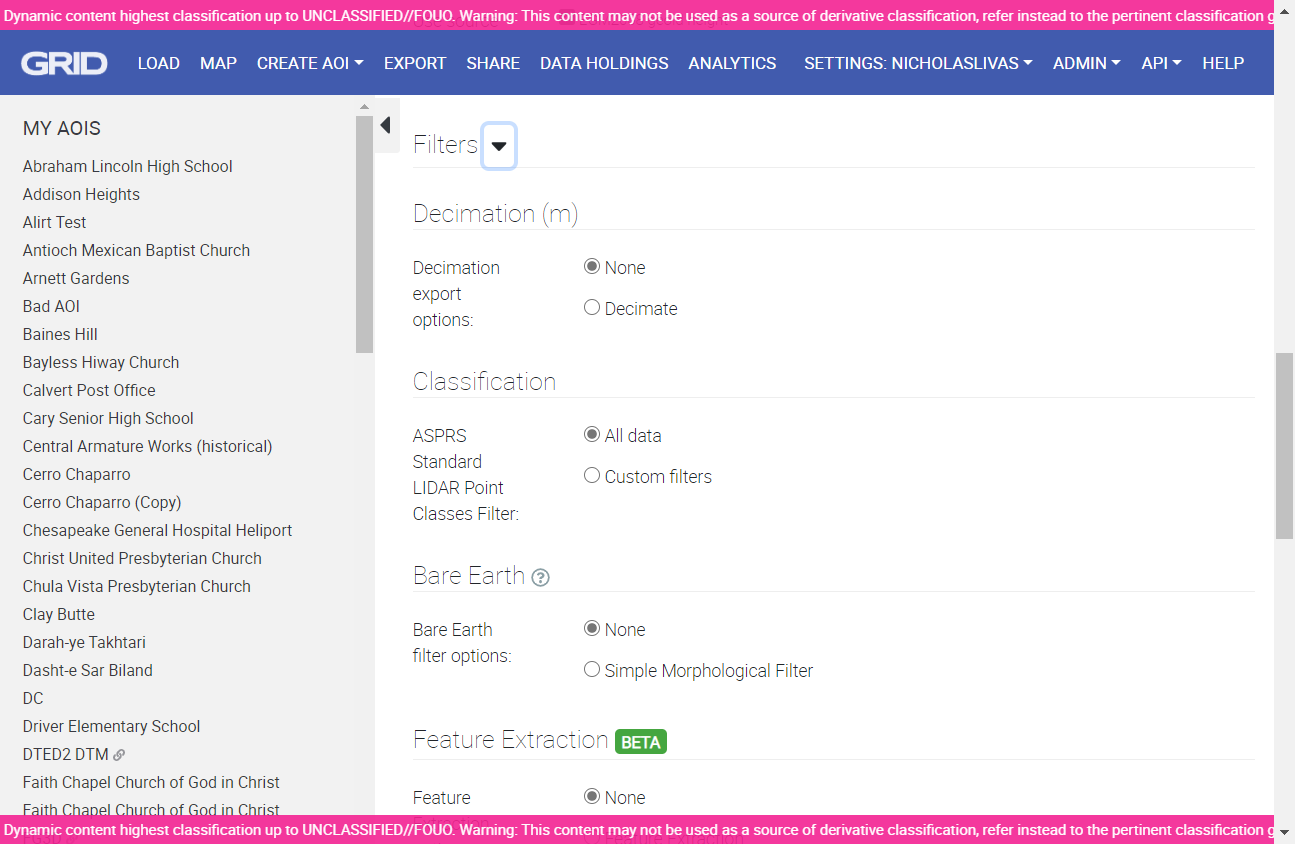 Dynamic content highest classification up to UNCLASSIFIED//FOUO. Warning: This content may not be used as a source of derivative classification, refer instead to the pertinent classification g
GRID
LOAD
MAP
CREATE AOI
EXPORT
SHARE
DATA HOLDINGS
ANALYTICS
SETTINGS: NICHOLASLIVAS
ADMIN
API
HELP
MY AOIS
Abraham Lincoln High School
Addison Heights
Alirt Test
Antioch Mexican Baptist Church
Arnett Gardens
Bad AOI
Baines Hill
Bayless Hiway Church
Calvert Post Office
Cary Senior High School
Central Armature Works (historical)
Cerro Chaparro
Cerro Chaparro (Copy)
Chesapeake General Hospital Heliport
Christ United Presbyterian Church
Chula Vista Presbyterian Church
Clay Butte
Darah-ye Takhtari
Dasht-e Sar Biland
DC
Driver Elementary School
DTED2 DTM
Faith Chapel Church of God in Christ
Faith Chapel Church of God in Christ
Filters
Decimation (m)
Decimation
export
options:
None
Decimate
Classification
ASPRS
Standard
LIDAR Point
Classes Filter:
All data
Custom filters
Bare Earth ?
Bare Earth
filter options:
None
Simple Morphological Filter
Feature Extraction BETA
Feature
Extraction
None
Feature Extraction
Dynamic content highest classification up to UNCLASSIFIED//FOUO. Warning: This content may not be used as a source of derivative classification, refer instead to the pertinent classification g